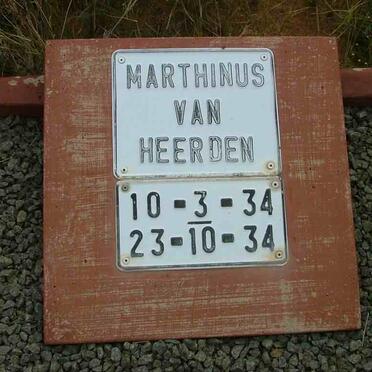 MARTHINUS
VAN
HEERDEN
10-3-34
23-10-34